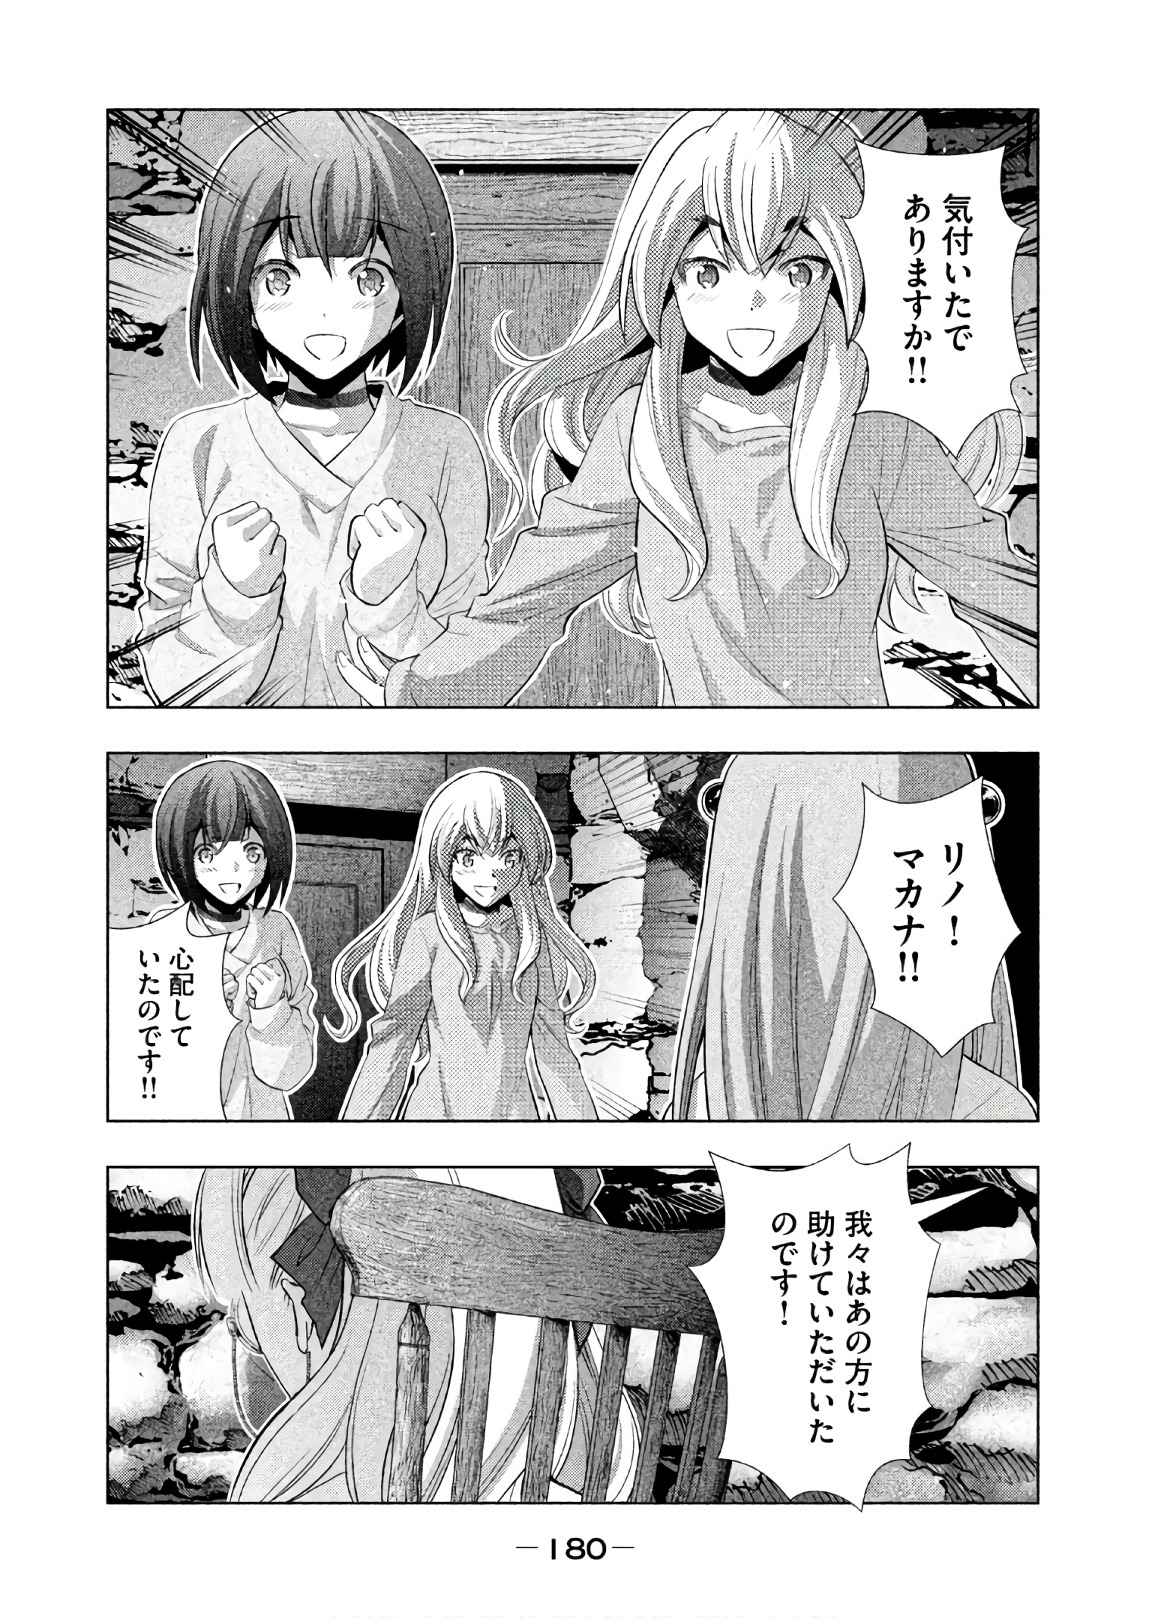 気付いたで
ありますか!!
リノ!
マカナ!!
心配して
いたのです!!
我々はあの方に
助けていただいた
のです!
—180—